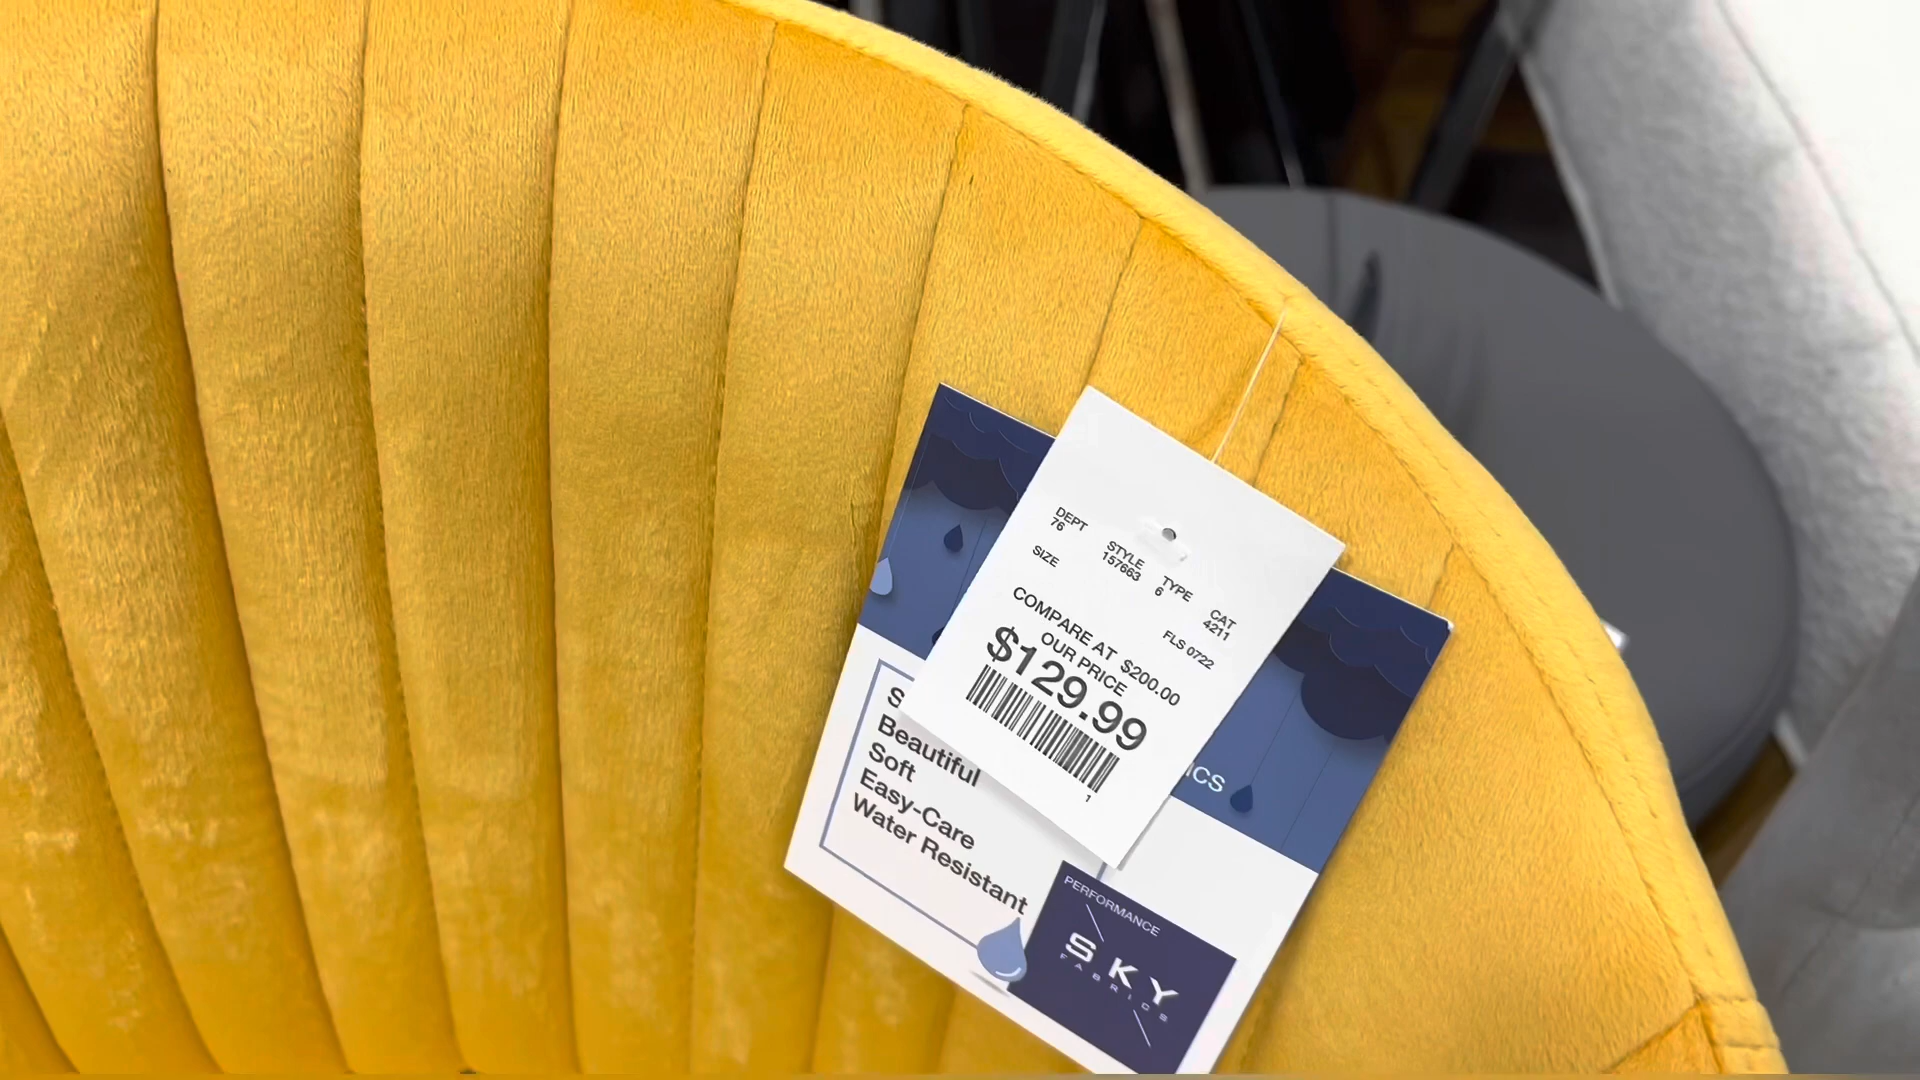 DEPT
76
STYLE
157663
TYPE
6
CAT
4211
SIZE
FLS 0722
COMPARE AT $200.00
OUR PRICE
$129.99
1
Beautiful
Soft
Easy-Care
Water Resistant
PERFORMANCE
SKY
FABRICS